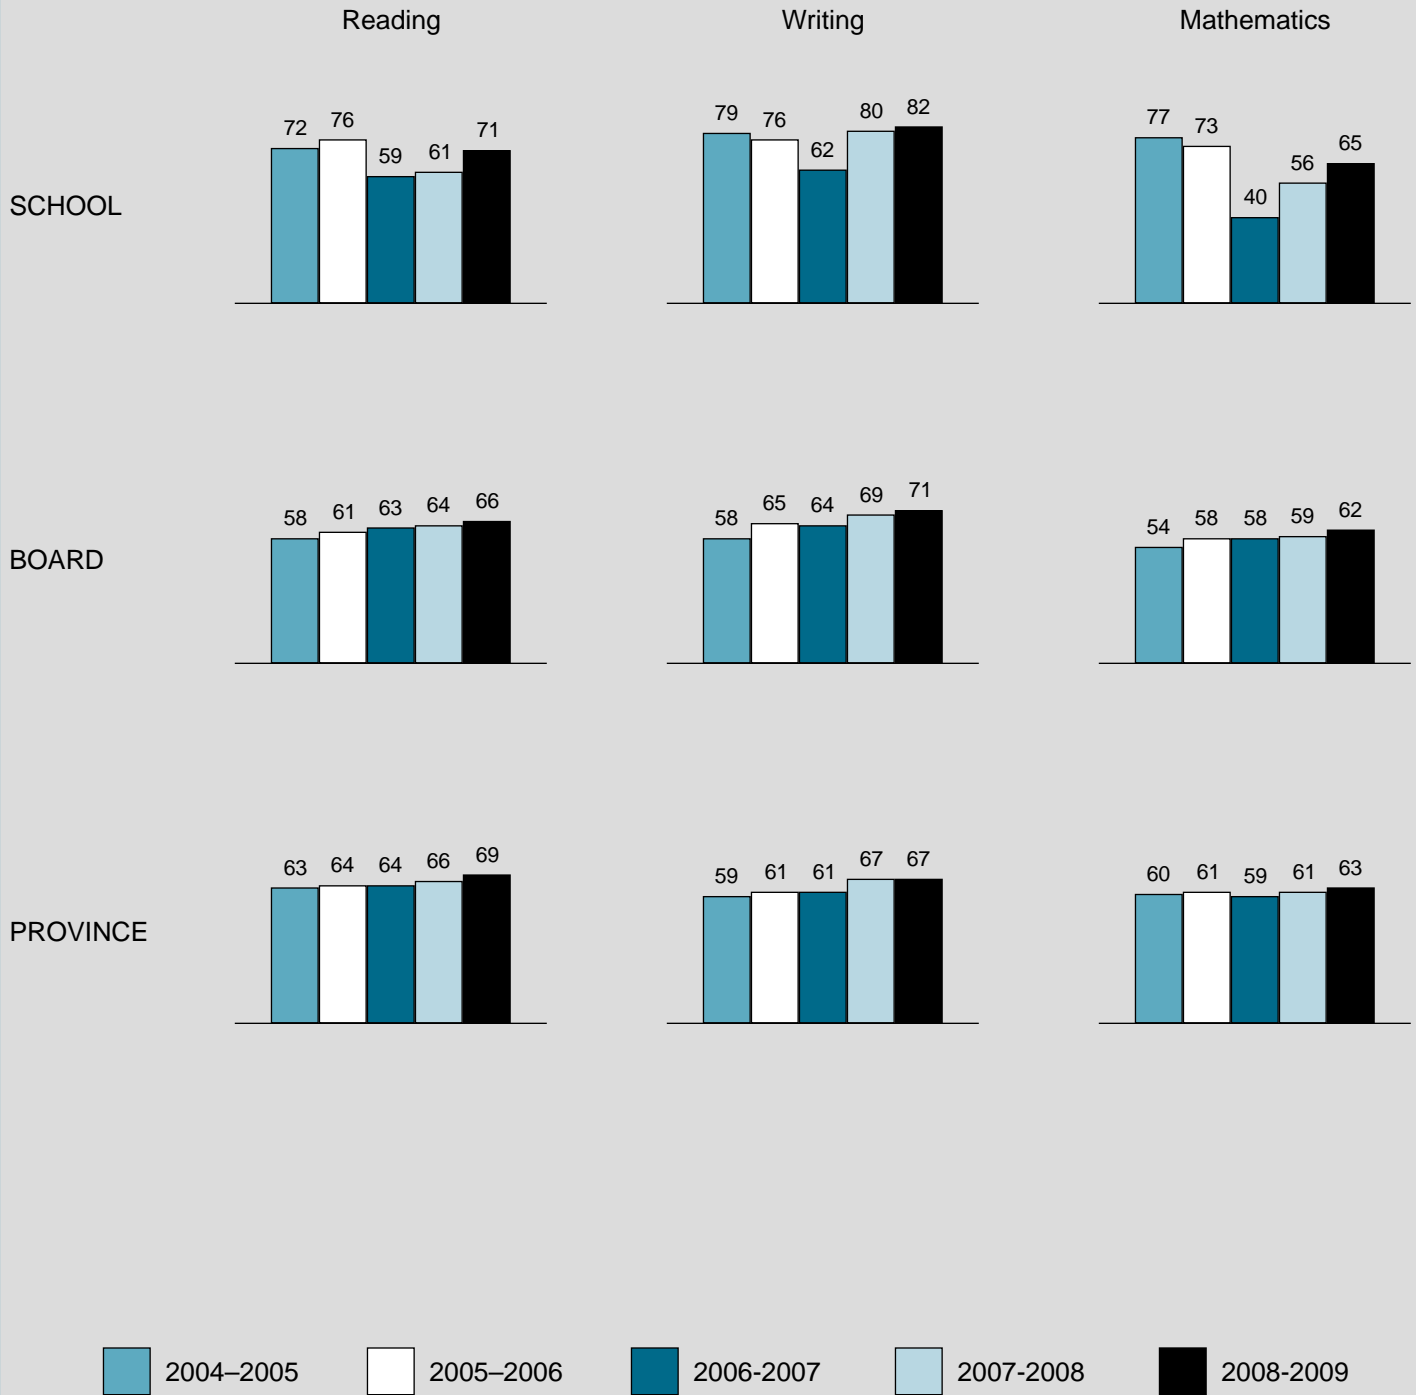 Reading Writing Mathematics
SCHOOL
72 76 59 61 71
79 76 62 80 82
77 73 40 56 65
BOARD
58 61 63 64 66
58 65 64 69 71
54 58 58 59 62
PROVINCE
63 64 64 66 69
59 61 61 67 67
60 61 59 61 63
2004–2005 2005–2006 2006-2007 2007-2008 2008-2009